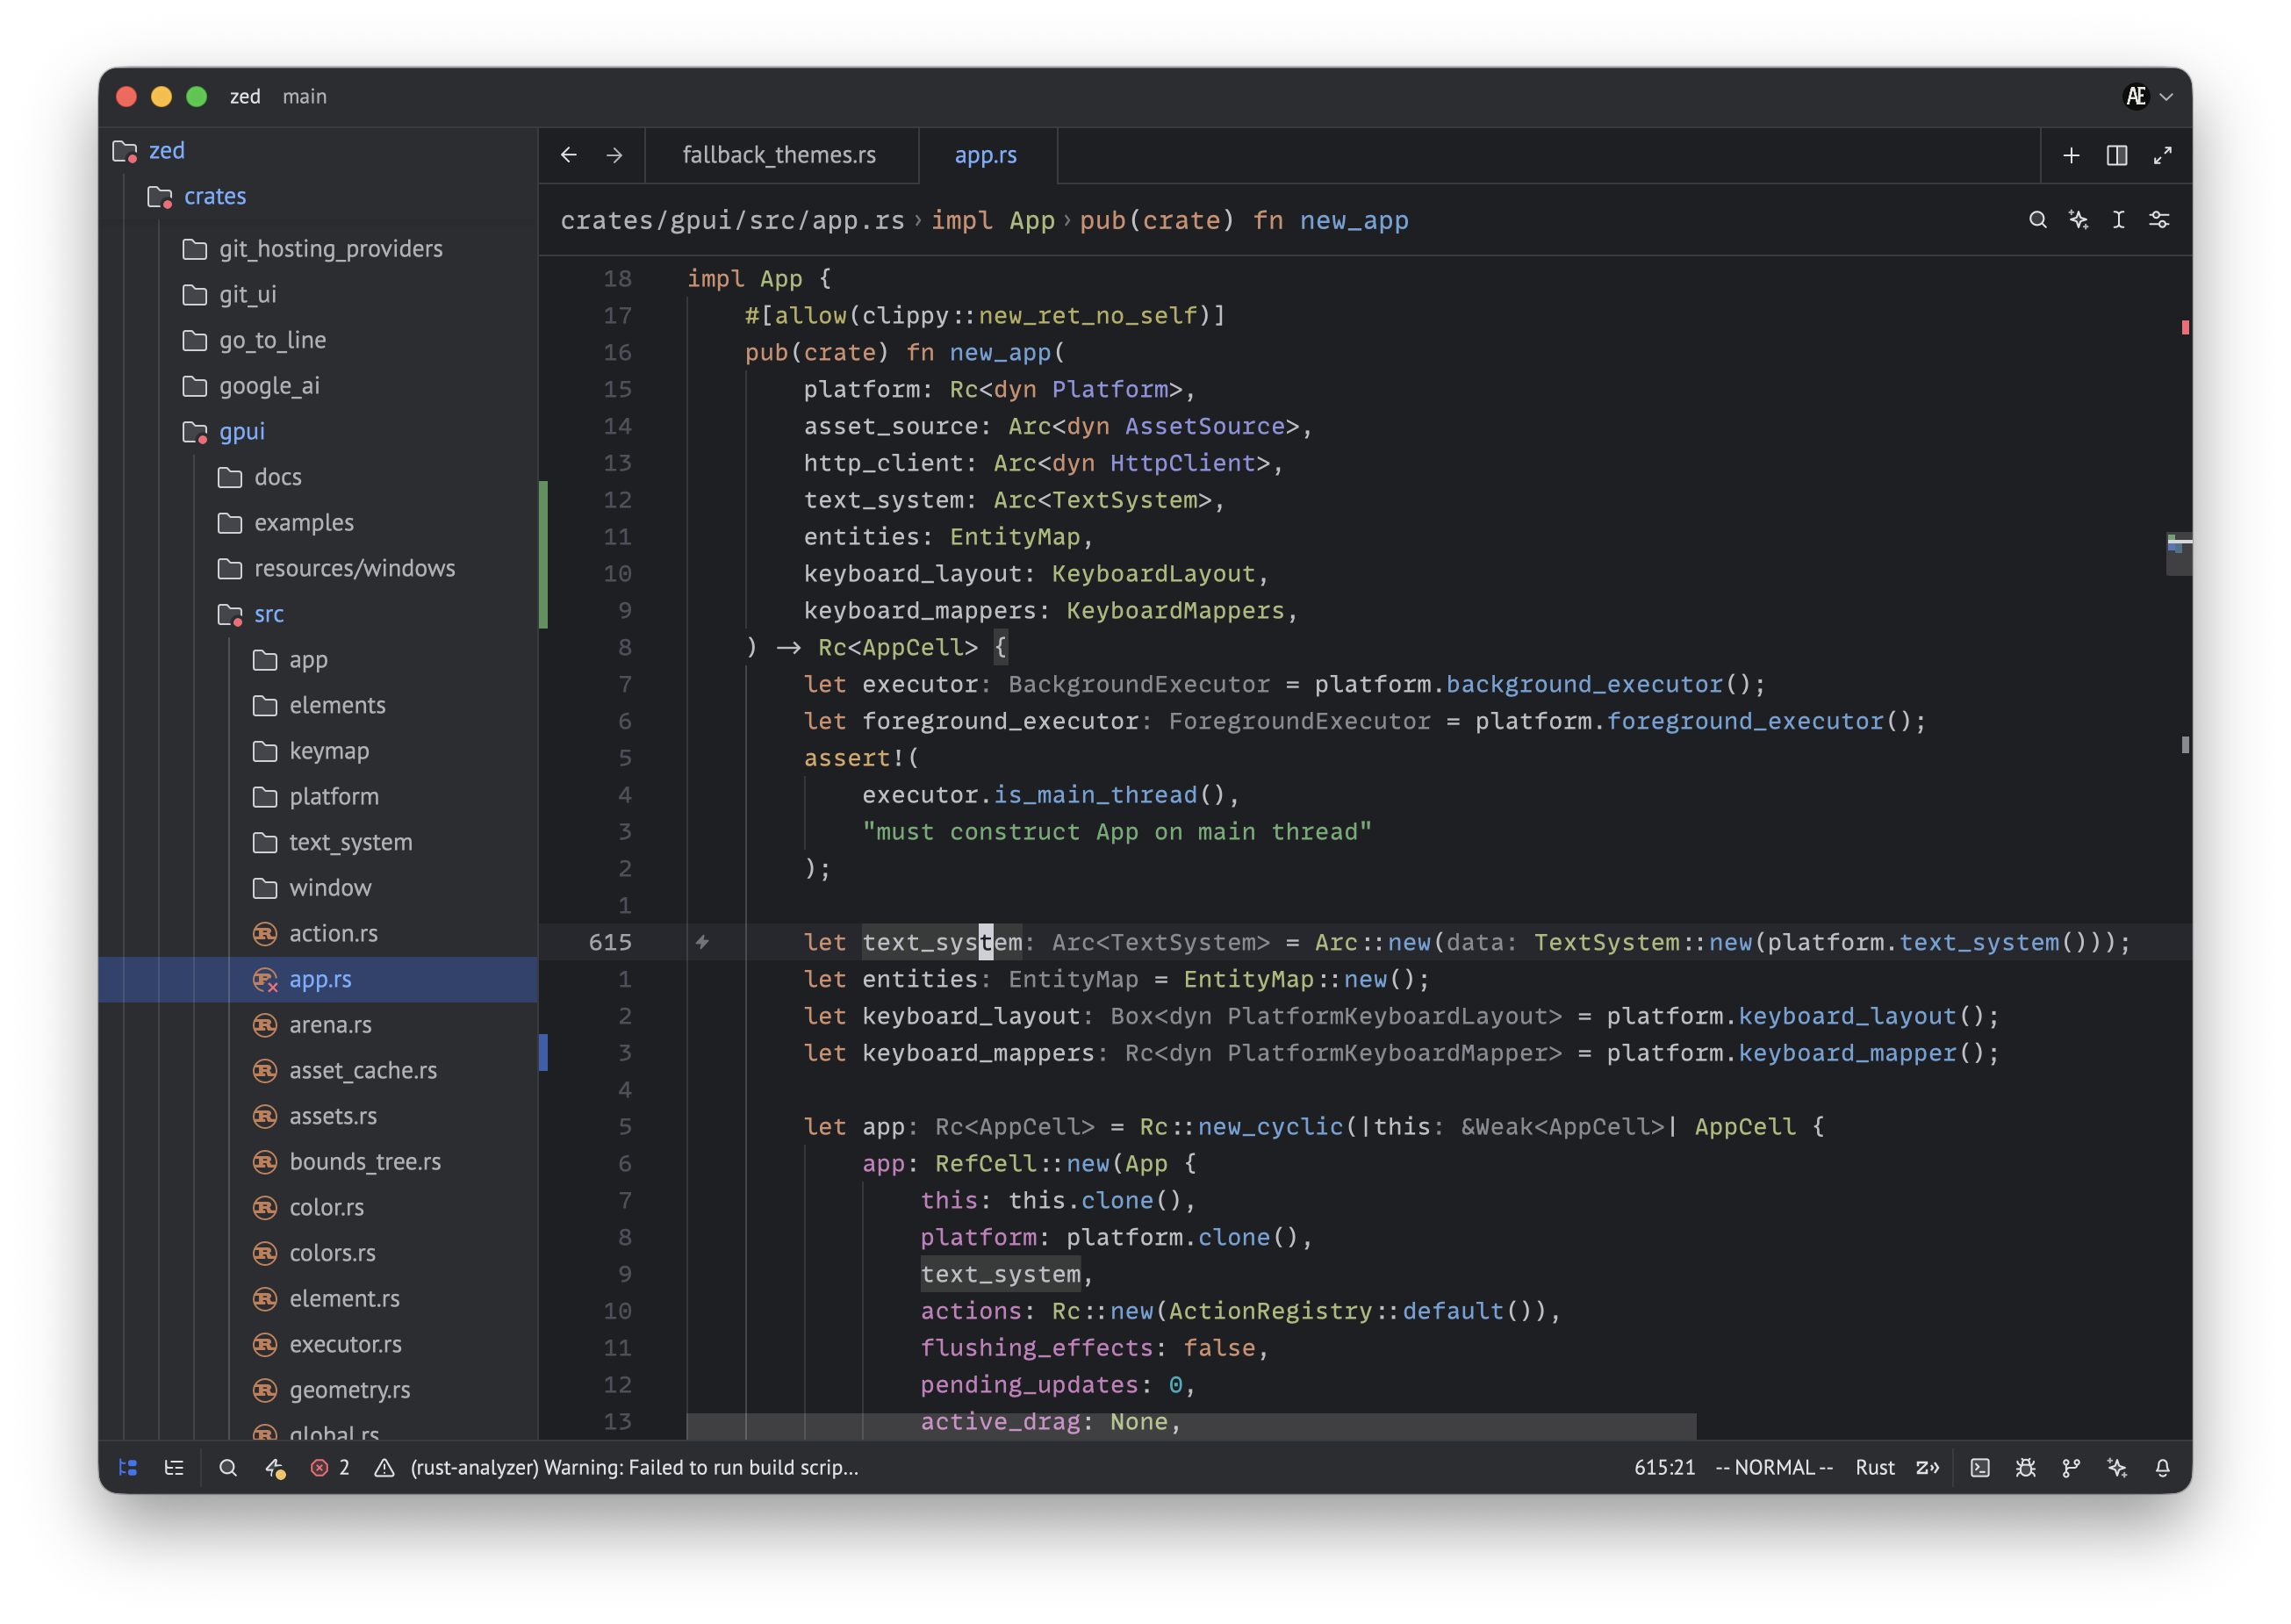 zed main
AE
zed
crates
git_hosting_providers
git_ui
go_to_line
google_ai
gpui
docs
examples
resources/windows
src
app
elements
keymap
platform
text_system
window
action.rs
app.rs
arena.rs
asset_cache.rs
assets.rs
bounds_tree.rs
color.rs
colors.rs
element.rs
executor.rs
geometry.rs
global.rs
fallback_themes.rs app.rs
crates/gpui/src/app.rs › impl App › pub(crate) fn new_app
18 impl App {
17 #[allow(clippy::new_ret_no_self)]
16 pub(crate) fn new_app(
15 platform: Rc<dyn Platform>,
14 asset_source: Arc<dyn AssetSource>,
13 http_client: Arc<dyn HttpClient>,
12 text_system: Arc<TextSystem>,
11 entities: EntityMap,
10 keyboard_layout: KeyboardLayout,
9 keyboard_mappers: KeyboardMappers,
8 ) -> Rc<AppCell> {
7 let executor: BackgroundExecutor = platform.background_executor();
6 let foreground_executor: ForegroundExecutor = platform.foreground_executor();
5 assert!(
4 executor.is_main_thread(),
3 "must construct App on main thread"
2 );
1
615 let text_system: Arc<TextSystem> = Arc::new(data: TextSystem::new(platform.text_system()));
1 let entities: EntityMap = EntityMap::new();
2 let keyboard_layout: Box<dyn PlatformKeyboardLayout> = platform.keyboard_layout();
3 let keyboard_mappers: Rc<dyn PlatformKeyboardMapper> = platform.keyboard_mapper();
4
5 let app: Rc<AppCell> = Rc::new_cyclic(|this: &Weak<AppCell>| AppCell {
6 app: RefCell::new(App {
7 this: this.clone(),
8 platform: platform.clone(),
9 text_system,
10 actions: Rc::new(ActionRegistry::default()),
11 flushing_effects: false,
12 pending_updates: 0,
13 active_drag: None,
2 (rust-analyzer) Warning: Failed to run build scrip… 615:21 -- NORMAL -- Rust